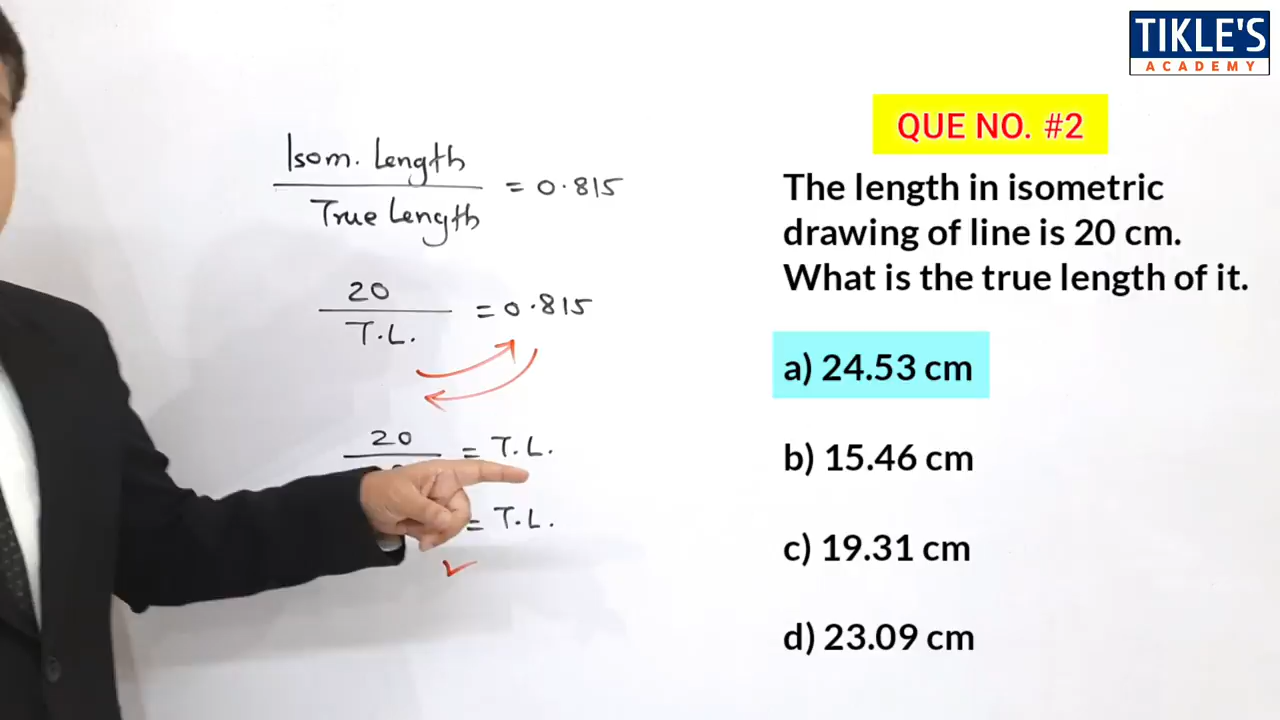 TIKLE'S
ACADEMY
Isom. Length
True Length
= 0.815
20
T.L.
= 0.815
20
= T.L.
= T.L.
QUE NO. #2
The length in isometric
drawing of line is 20 cm.
What is the true length of it.
a) 24.53 cm
b) 15.46 cm
c) 19.31 cm
d) 23.09 cm